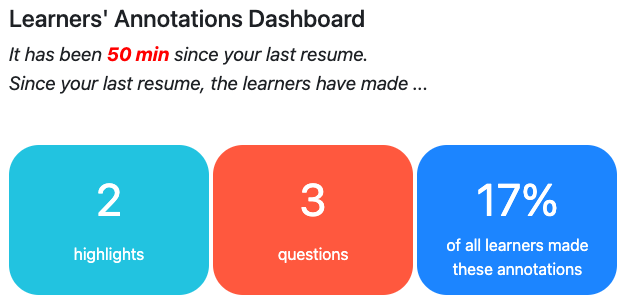 Learners' Annotations Dashboard
It has been 50 min since your last resume.
Since your last resume, the learners have made ...
2
highlights
3
questions
17%
of all learners made
these annotations